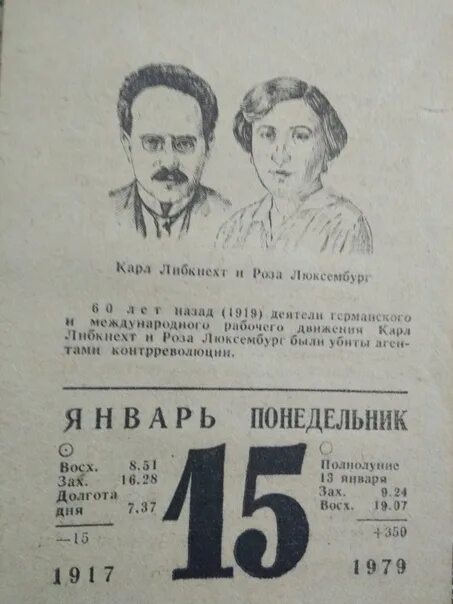 Карл Либкнехт и Роза Люксембург
60 лет назад (1919) деятели германского
и международного рабочего движения Карл
Либкнехт и Роза Люксембург были убиты аген-
тами контрреволюции.
ЯНВАРЬ ПОНЕДЕЛЬНИК
Восх. 8.51
Зах. 16.28
Долгота
дня 7.37
—15
1917
15
Полнолуние
13 января
Зах. 9.24
Восх. 19.07
+350
1979